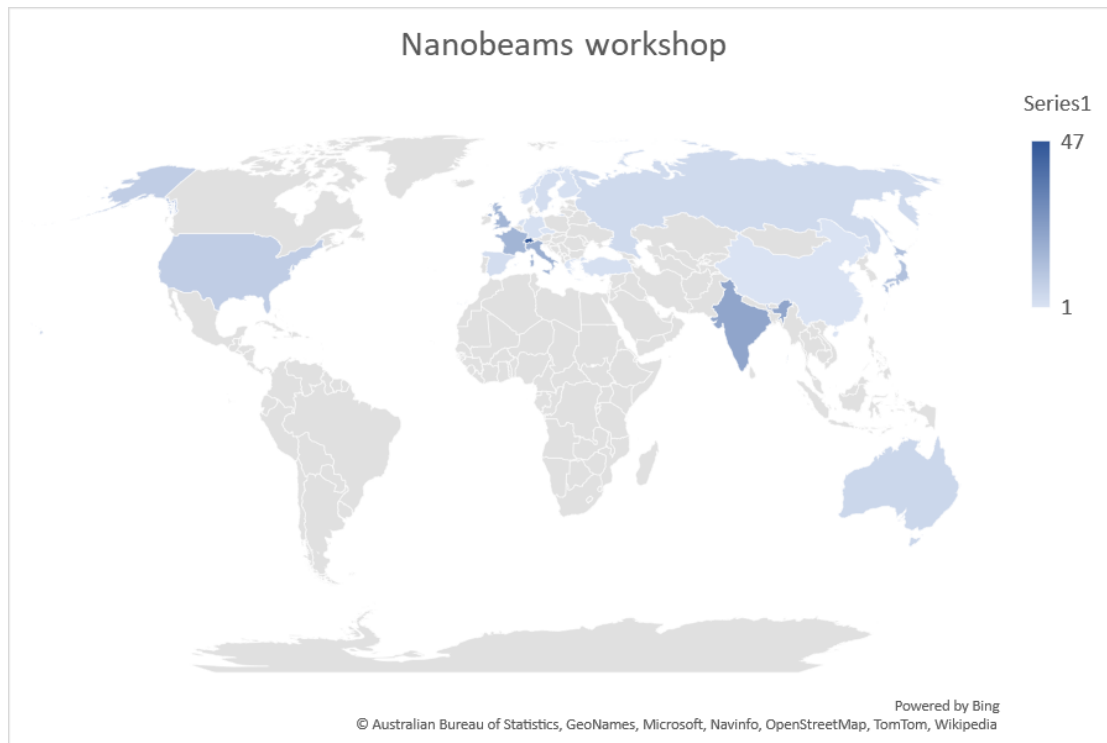 Nanobeams workshop
Series1
47
1
Powered by Bing
© Australian Bureau of Statistics, GeoNames, Microsoft, Navinfo, OpenStreetMap, TomTom, Wikipedia